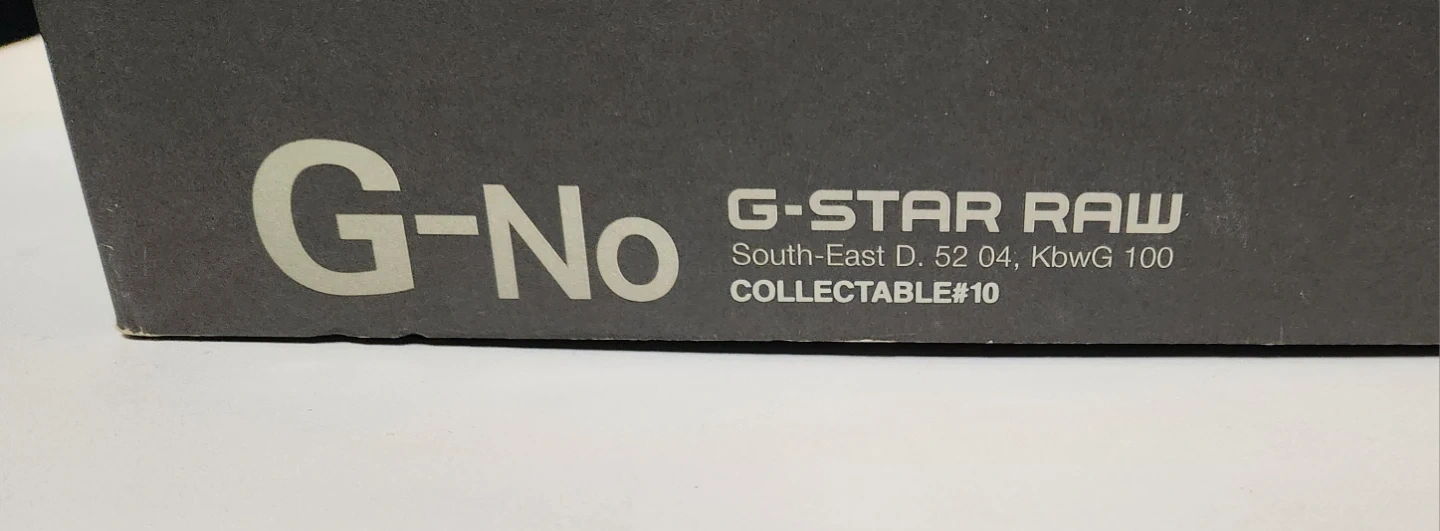 G-No
G-STAR RAW
South-East D. 52 04, KbwG 100
COLLECTABLE#10